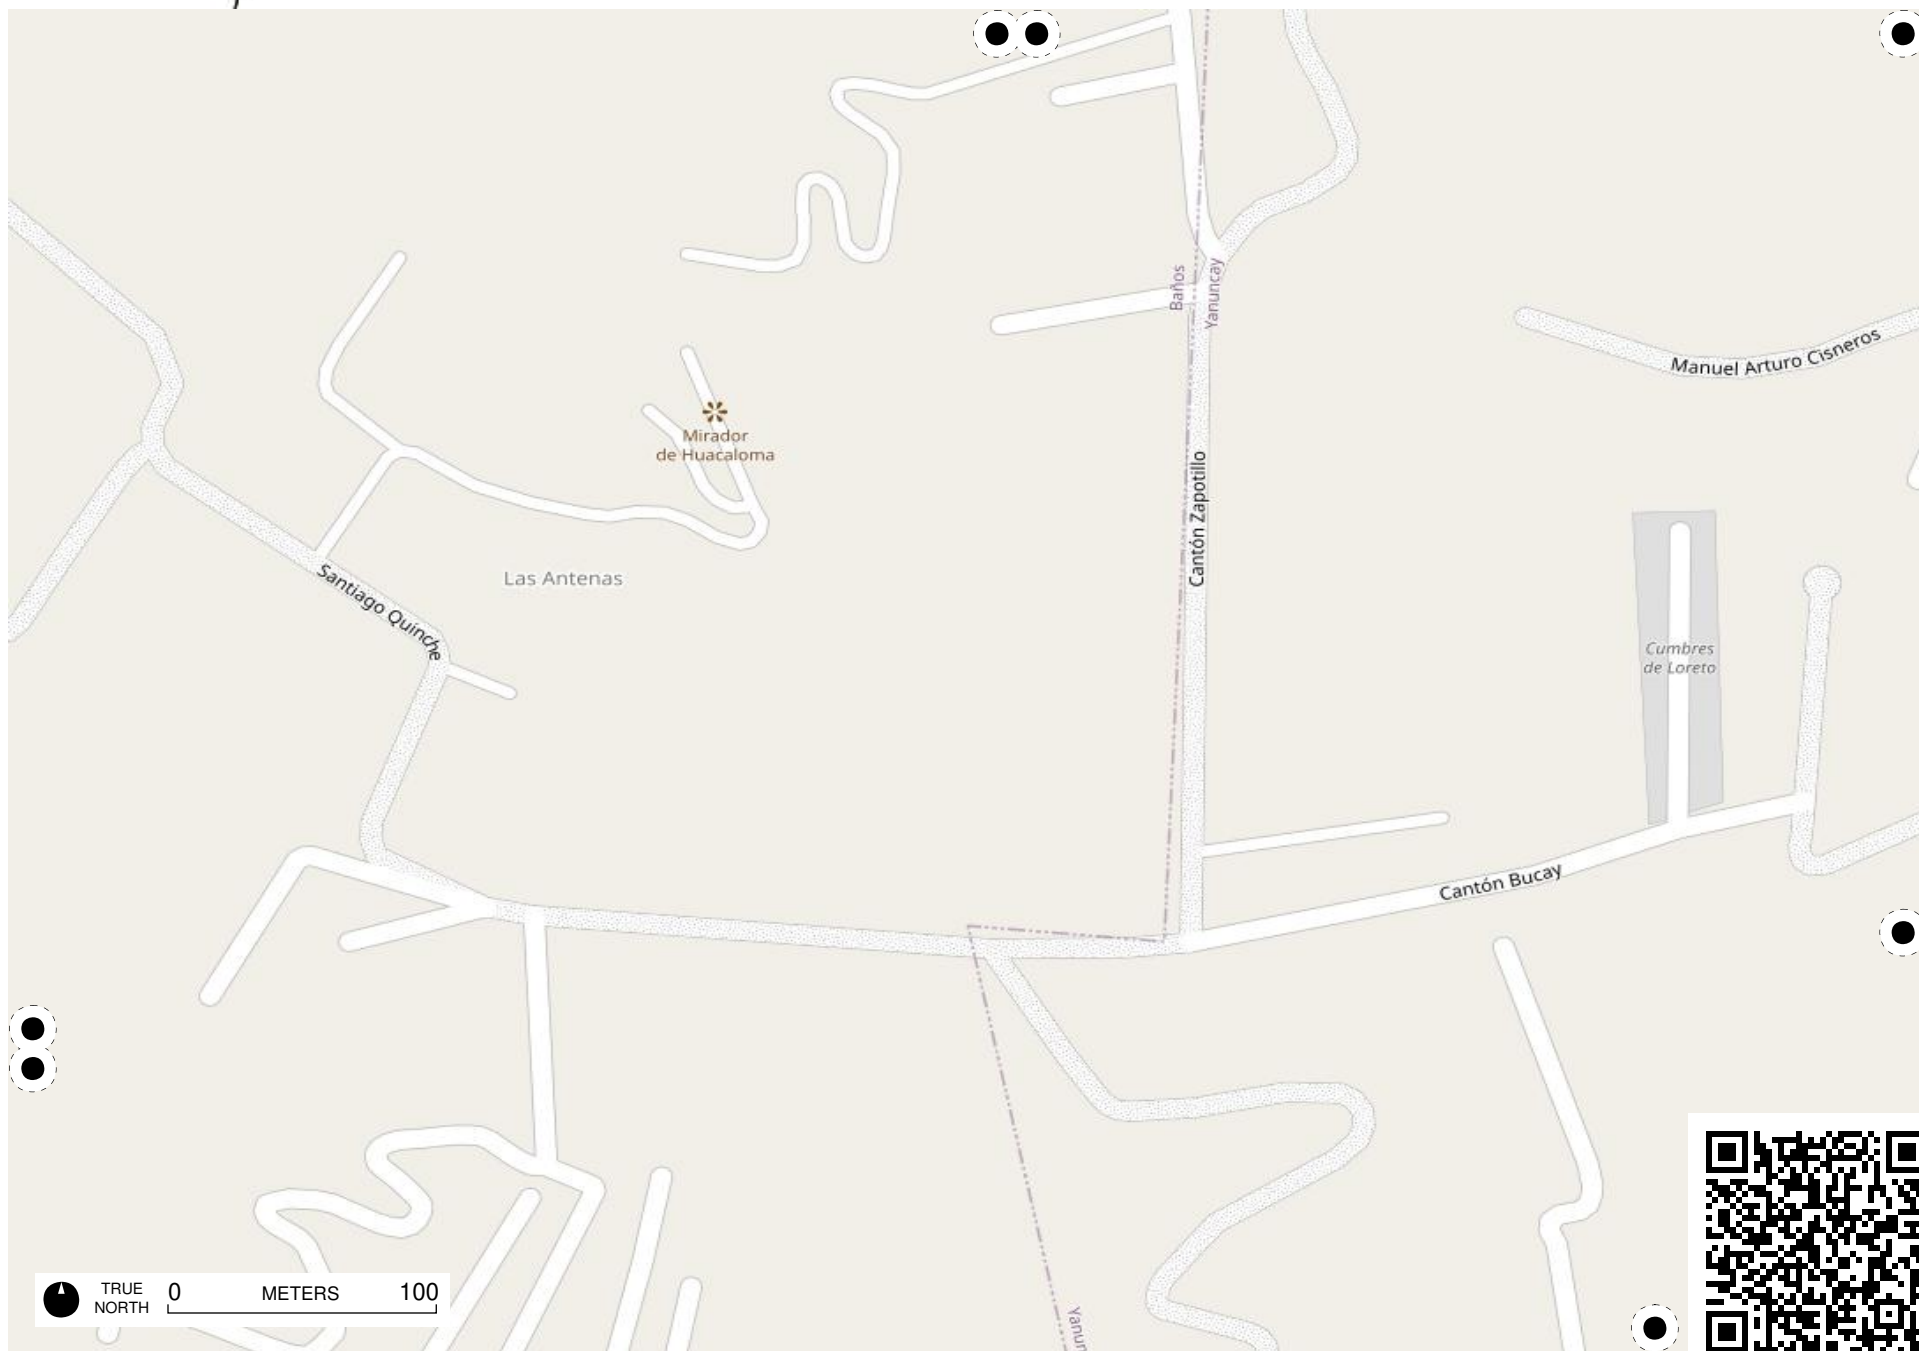 Baños
Yanuncay
Manuel Arturo Cisneros
Mirador
de Huacaloma
Cantón Zapotillo
Las Antenas
Santiago Quinche
Cumbres
de Loreto
Cantón Bucay
TRUE
NORTH
0 METERS 100
Yanun